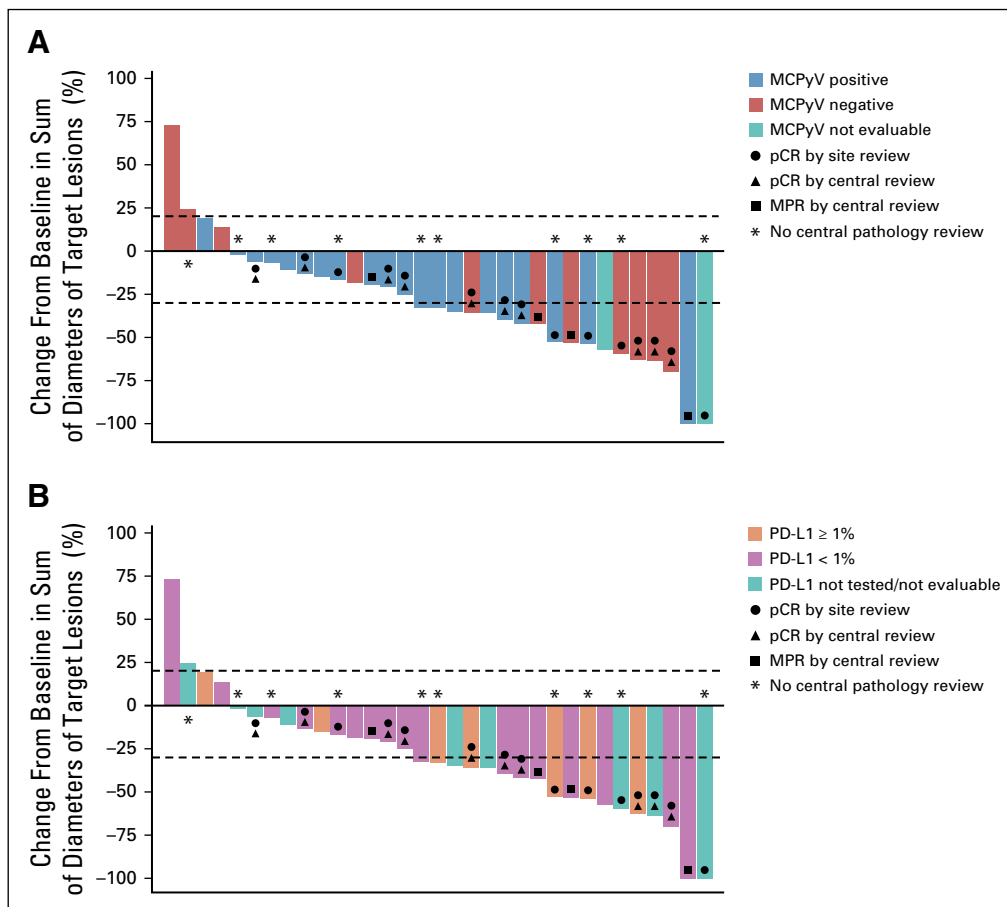 A
Change From Baseline in Sum
of Diameters of Target Lesions (%)
100
75
50
25
0
−25
−50
−75
−100
* * * * * * * * *
*
MCPyV positive
MCPyV negative
MCPyV not evaluable
pCR by site review
pCR by central review
MPR by central review
* No central pathology review
B
Change From Baseline in Sum
of Diameters of Target Lesions (%)
100
75
50
25
0
−25
−50
−75
−100
* * * * * * * * *
*
PD-L1 ≥ 1%
PD-L1 < 1%
PD-L1 not tested/not evaluable
pCR by site review
pCR by central review
MPR by central review
* No central pathology review